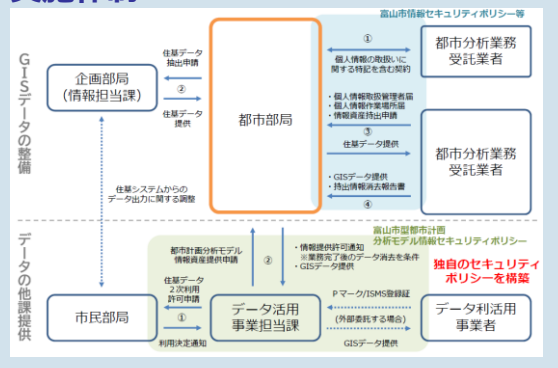 富山市情報セキュリティポリシー等
GISデータの整備
企画部局
(情報担当課)
住基データ
抽出申請
②
住基データ
提供
都市部局
①
個人情報の取扱いに
関する特記を含む契約
都市分析業務
受託業者
・個人情報取扱管理者届
・個人情報作業場所届
・情報資産持出申請
③
住基データ提供
・GISデータ提供
・持出情報消去報告書
④
都市分析業務
受託業者
住基システムからの
データ出力に関する調整
データの他課提供
都市計画分析モデル
情報資産提供申請
②
・情報提供許可通知
※業務完了後のデータ消去を条件
・GISデータ提供
富山市型都市計画
分析モデル情報セキュリティポリシー
独自のセキュリティ
ポリシーを構築
市民部局
住基データ
2次利用
許可申請
①
利用決定通知
データ活用
事業担当課
Pマーク/ISMS登録証
(外部委託する場合)
GISデータ提供
データ利活用
事業者